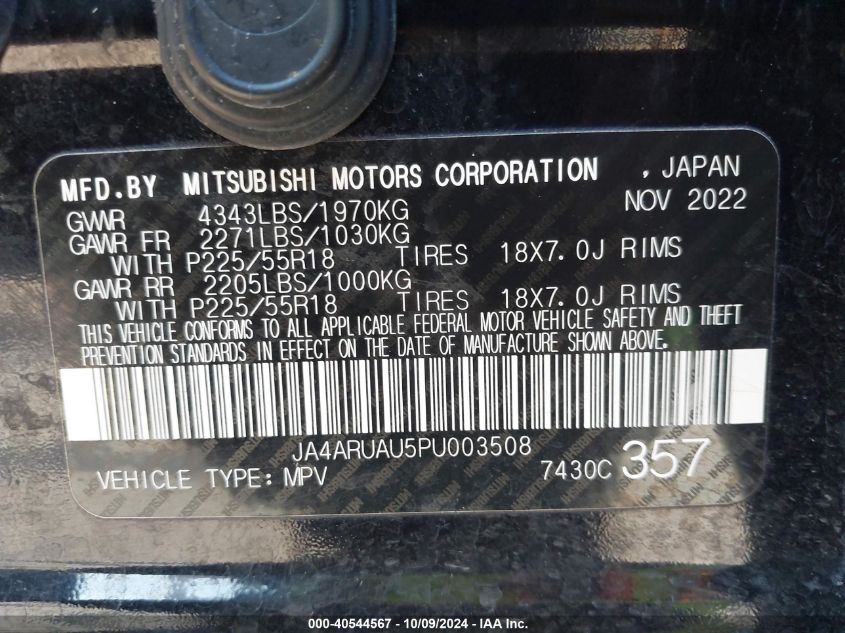 MFD.BY MITSUBISHI MOTORS CORPORATION , JAPAN
GVWR 4343LBS/1970KG NOV 2022
GAWR FR 2271LBS/1030KG
WITH P225/55R18 TIRES 18X7.0J RIMS
GAWR RR 2205LBS/1000KG
WITH P225/55R18 TIRES 18X7.0J RIMS
THIS VEHICLE CONFORMS TO ALL APPLICABLE FEDERAL MOTOR VEHICLE SAFETY AND THEFT
PREVENTION STANDARDS IN EFFECT ON THE DATE OF MANUFACTURE SHOWN ABOVE.
JA4ARUAU5PU003508
VEHICLE TYPE: MPV 7430C 357
000-40544567 - 10/09/2024 - IAA Inc.